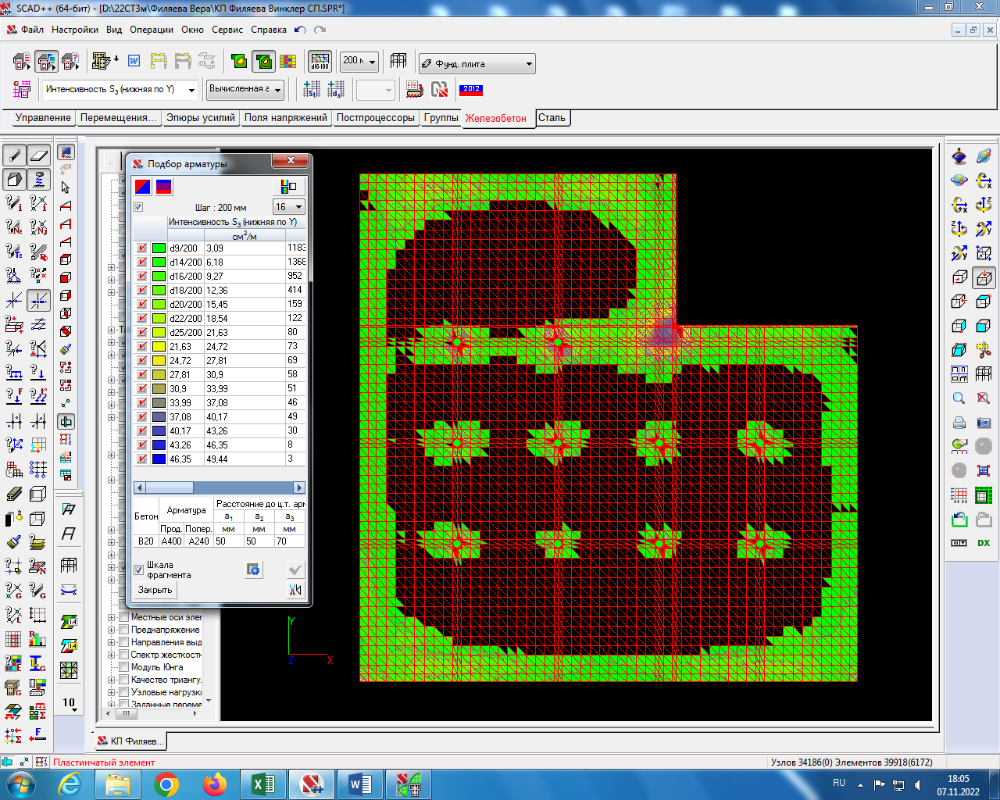 SCAD++ (64-бит) - [D:\22СТ3м\Филяева Вера\КП Филяева Винклер СП.SPR*]
Файл Настройки Вид Операции Окно Сервис Справка
d16:100
200 м
Фунд. плита
Интенсивность S3 (нижняя по Y)
Вычисленная а
2012
Управление Перемещения... Эпюры усилий Поля напряжений Постпроцессоры Группы Железобетон Сталь
Подбор арматуры
Шаг : 200 мм 16
Интенсивность S3 (нижняя по Y)
см2/м
d9/200 3,09 1183
d14/200 6,18 1368
d16/200 9,27 952
d18/200 12,36 414
d20/200 15,45 159
d22/200 18,54 122
d25/200 21,63 80
21,63 24,72 73
24,72 27,81 69
27,81 30,9 58
30,9 33,99 51
33,99 37,08 46
37,08 40,17 49
40,17 43,26 30
43,26 46,35 8
46,35 49,44 3
Бетон Арматура Расстояние до ц.т. арм
a1 a2 a3
Прод. Попер. мм мм мм
B20 A400 A240 50 50 70
Шкала фрагмента
Закрыть
Местные оси элем
Преднапряжение
Направления выд
Спектр жесткост
Модуль Юнга
Качество триангу.
Узловые нагрузки
Заданные переме
Y
Z X
10
DX
КП Филяев...
Пластинчатый элемент
Узлов 34186(0) Элементов 39918(6172)
RU
18:05
07.11.2022